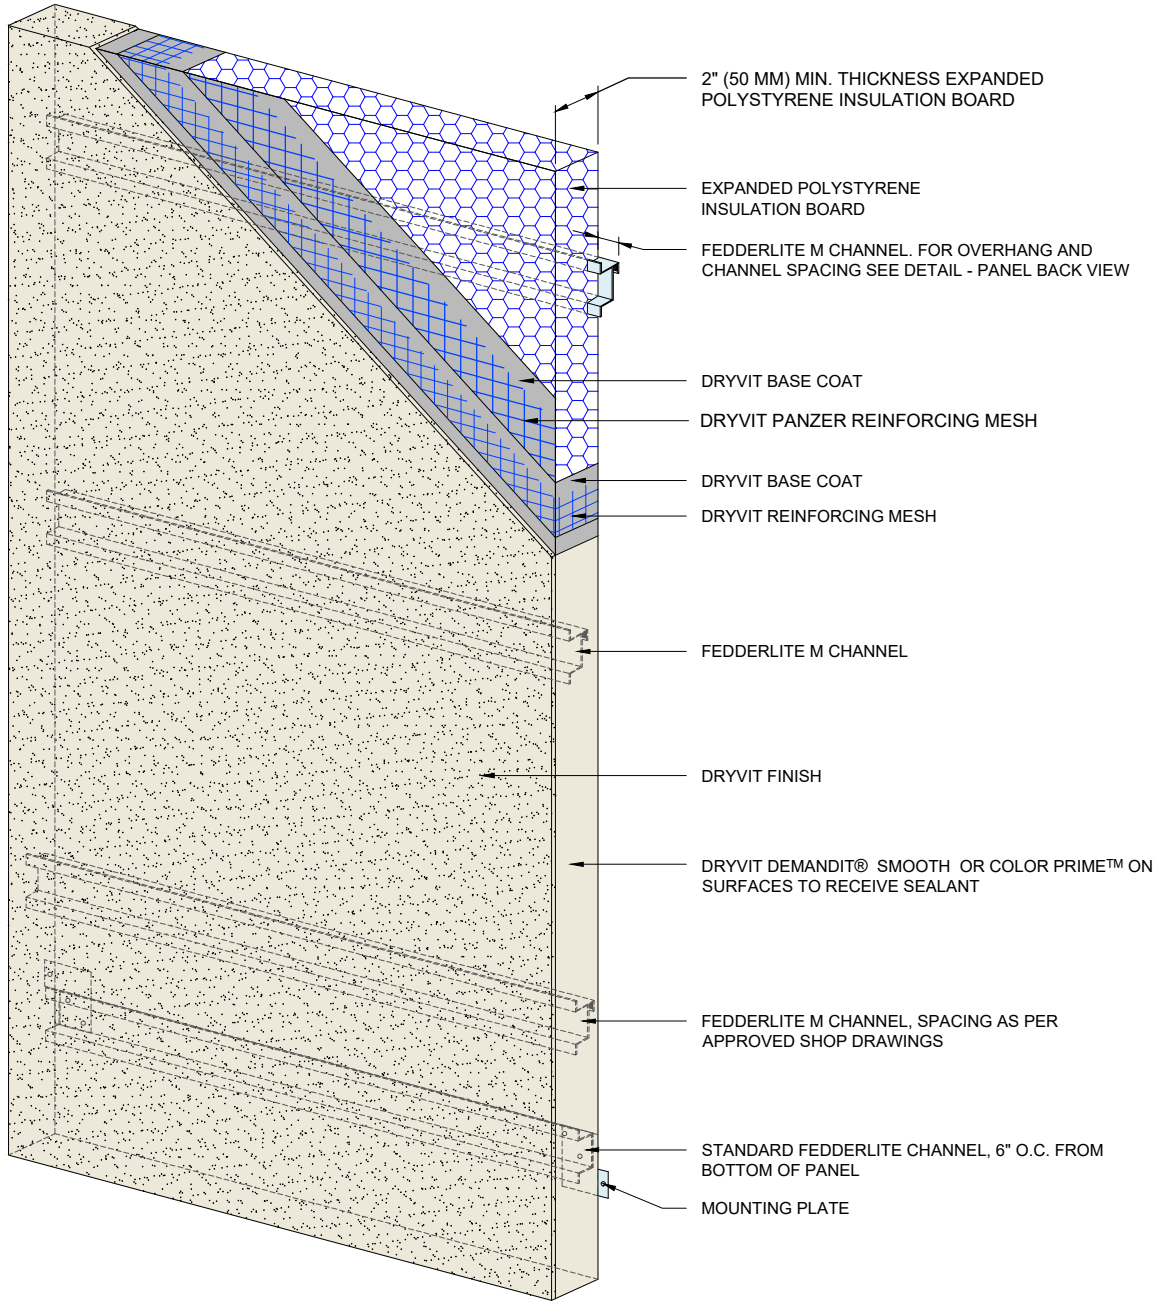 2" (50 MM) MIN. THICKNESS EXPANDED
POLYSTYRENE INSULATION BOARD
EXPANDED POLYSTYRENE
INSULATION BOARD
FEDDERLITE M CHANNEL. FOR OVERHANG AND
CHANNEL SPACING SEE DETAIL - PANEL BACK VIEW
DRYVIT BASE COAT
DRYVIT PANZER REINFORCING MESH
DRYVIT BASE COAT
DRYVIT REINFORCING MESH
FEDDERLITE M CHANNEL
DRYVIT FINISH
DRYVIT DEMANDIT® SMOOTH OR COLOR PRIME™ ON
SURFACES TO RECEIVE SEALANT
FEDDERLITE M CHANNEL, SPACING AS PER
APPROVED SHOP DRAWINGS
STANDARD FEDDERLITE CHANNEL, 6" O.C. FROM
BOTTOM OF PANEL
MOUNTING PLATE